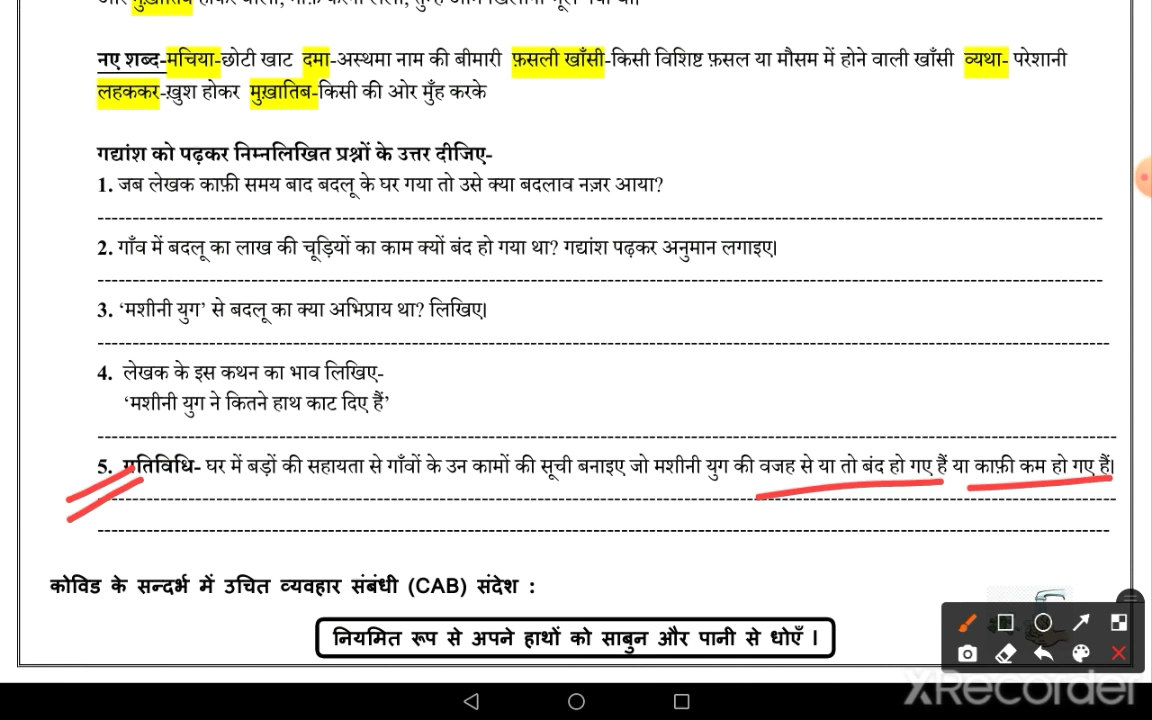 नए शब्द-मचिया-छोटी खाट दमा-अस्थमा नाम की बीमारी फ़सली खाँसी-किसी विशिष्ट फ़सल या मौसम में होने वाली खाँसी व्यथा- परेशानी
लहककर-ख़ुश होकर मुख़ातिब-किसी की ओर मुँह करके
गद्यांश को पढ़कर निम्नलिखित प्रश्नों के उत्तर दीजिए-
1. जब लेखक काफ़ी समय बाद बदलू के घर गया तो उसे क्या बदलाव नज़र आया?
2. गाँव में बदलू का लाख की चूड़ियों का काम क्यों बंद हो गया था? गद्यांश पढ़कर अनुमान लगाइए।
3. ‘मशीनी युग’ से बदलू का क्या अभिप्राय था? लिखिए।
4. लेखक के इस कथन का भाव लिखिए-
‘मशीनी युग ने कितने हाथ काट दिए हैं’
5. गतिविधि- घर में बड़ों की सहायता से गाँवों के उन कामों की सूची बनाइए जो मशीनी युग की वजह से या तो बंद हो गए हैं या काफ़ी कम हो गए हैं।
कोविड के सन्दर्भ में उचित व्यवहार संबंधी (CAB) संदेश :
नियमित रूप से अपने हाथों को साबुन और पानी से धोएँ ।
XRecorder